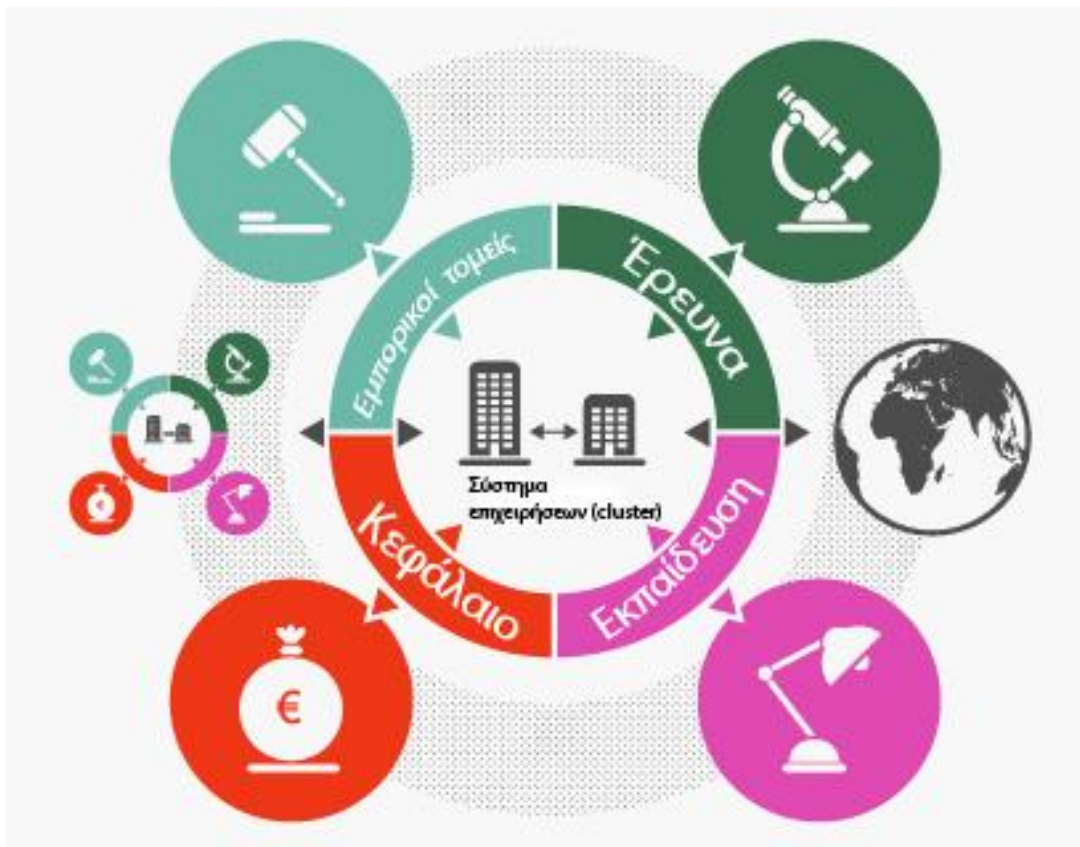 Εμπορικοί τομείς
Έρευνα
Σύστημα
επιχειρήσεων (cluster)
Κεφάλαιο
Εκπαίδευση
€